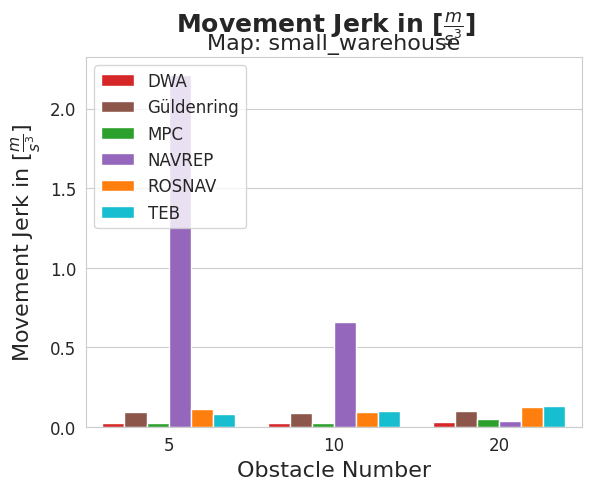 Movement Jerk in [m/s³]
Map: small_warehouse
Movement Jerk in [m/s³]
2.0
1.5
1.0
0.5
0.0
DWA
Güldenring
MPC
NAVREP
ROSNAV
TEB
5 10 20
Obstacle Number